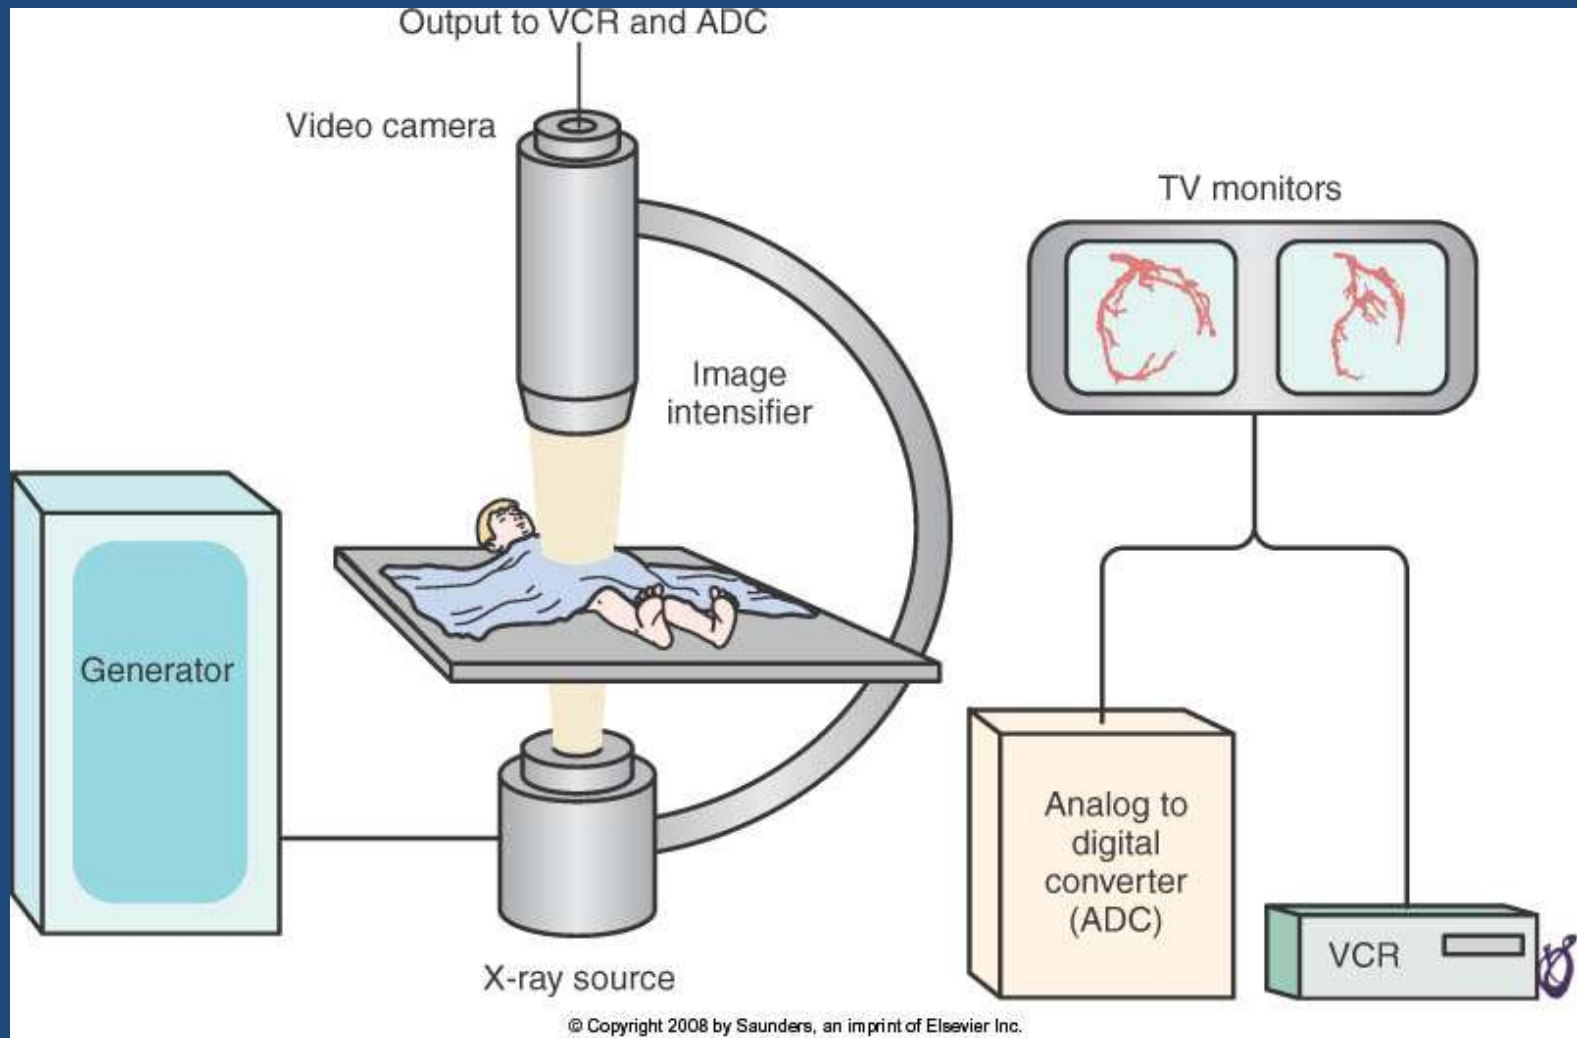 Output to VCR and ADC
Video camera
TV monitors
Image
intensifier
Generator
Analog to
digital
converter
(ADC)
VCR
X-ray source
© Copyright 2008 by Saunders, an imprint of Elsevier Inc.